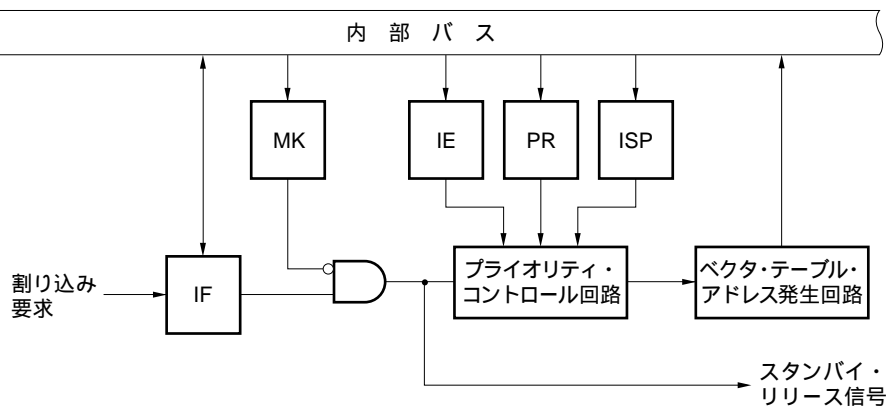 内 部 バ ス
MK
IE
PR
ISP
割り込み
要求
IF
プライオリティ・
コントロール回路
ベクタ・テーブル・
アドレス発生回路
スタンバイ・
リリース信号